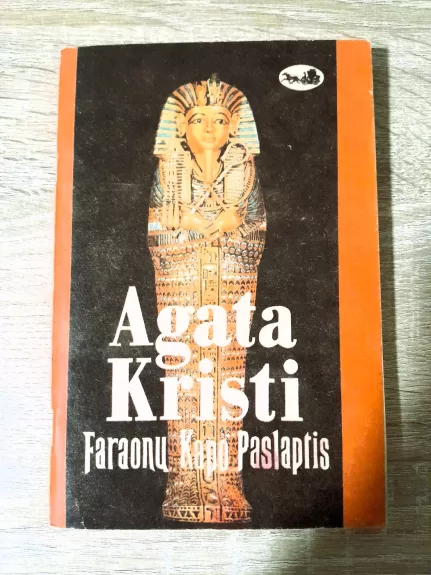 Agata
Kristi
Faraonų Kapo Paslaptis